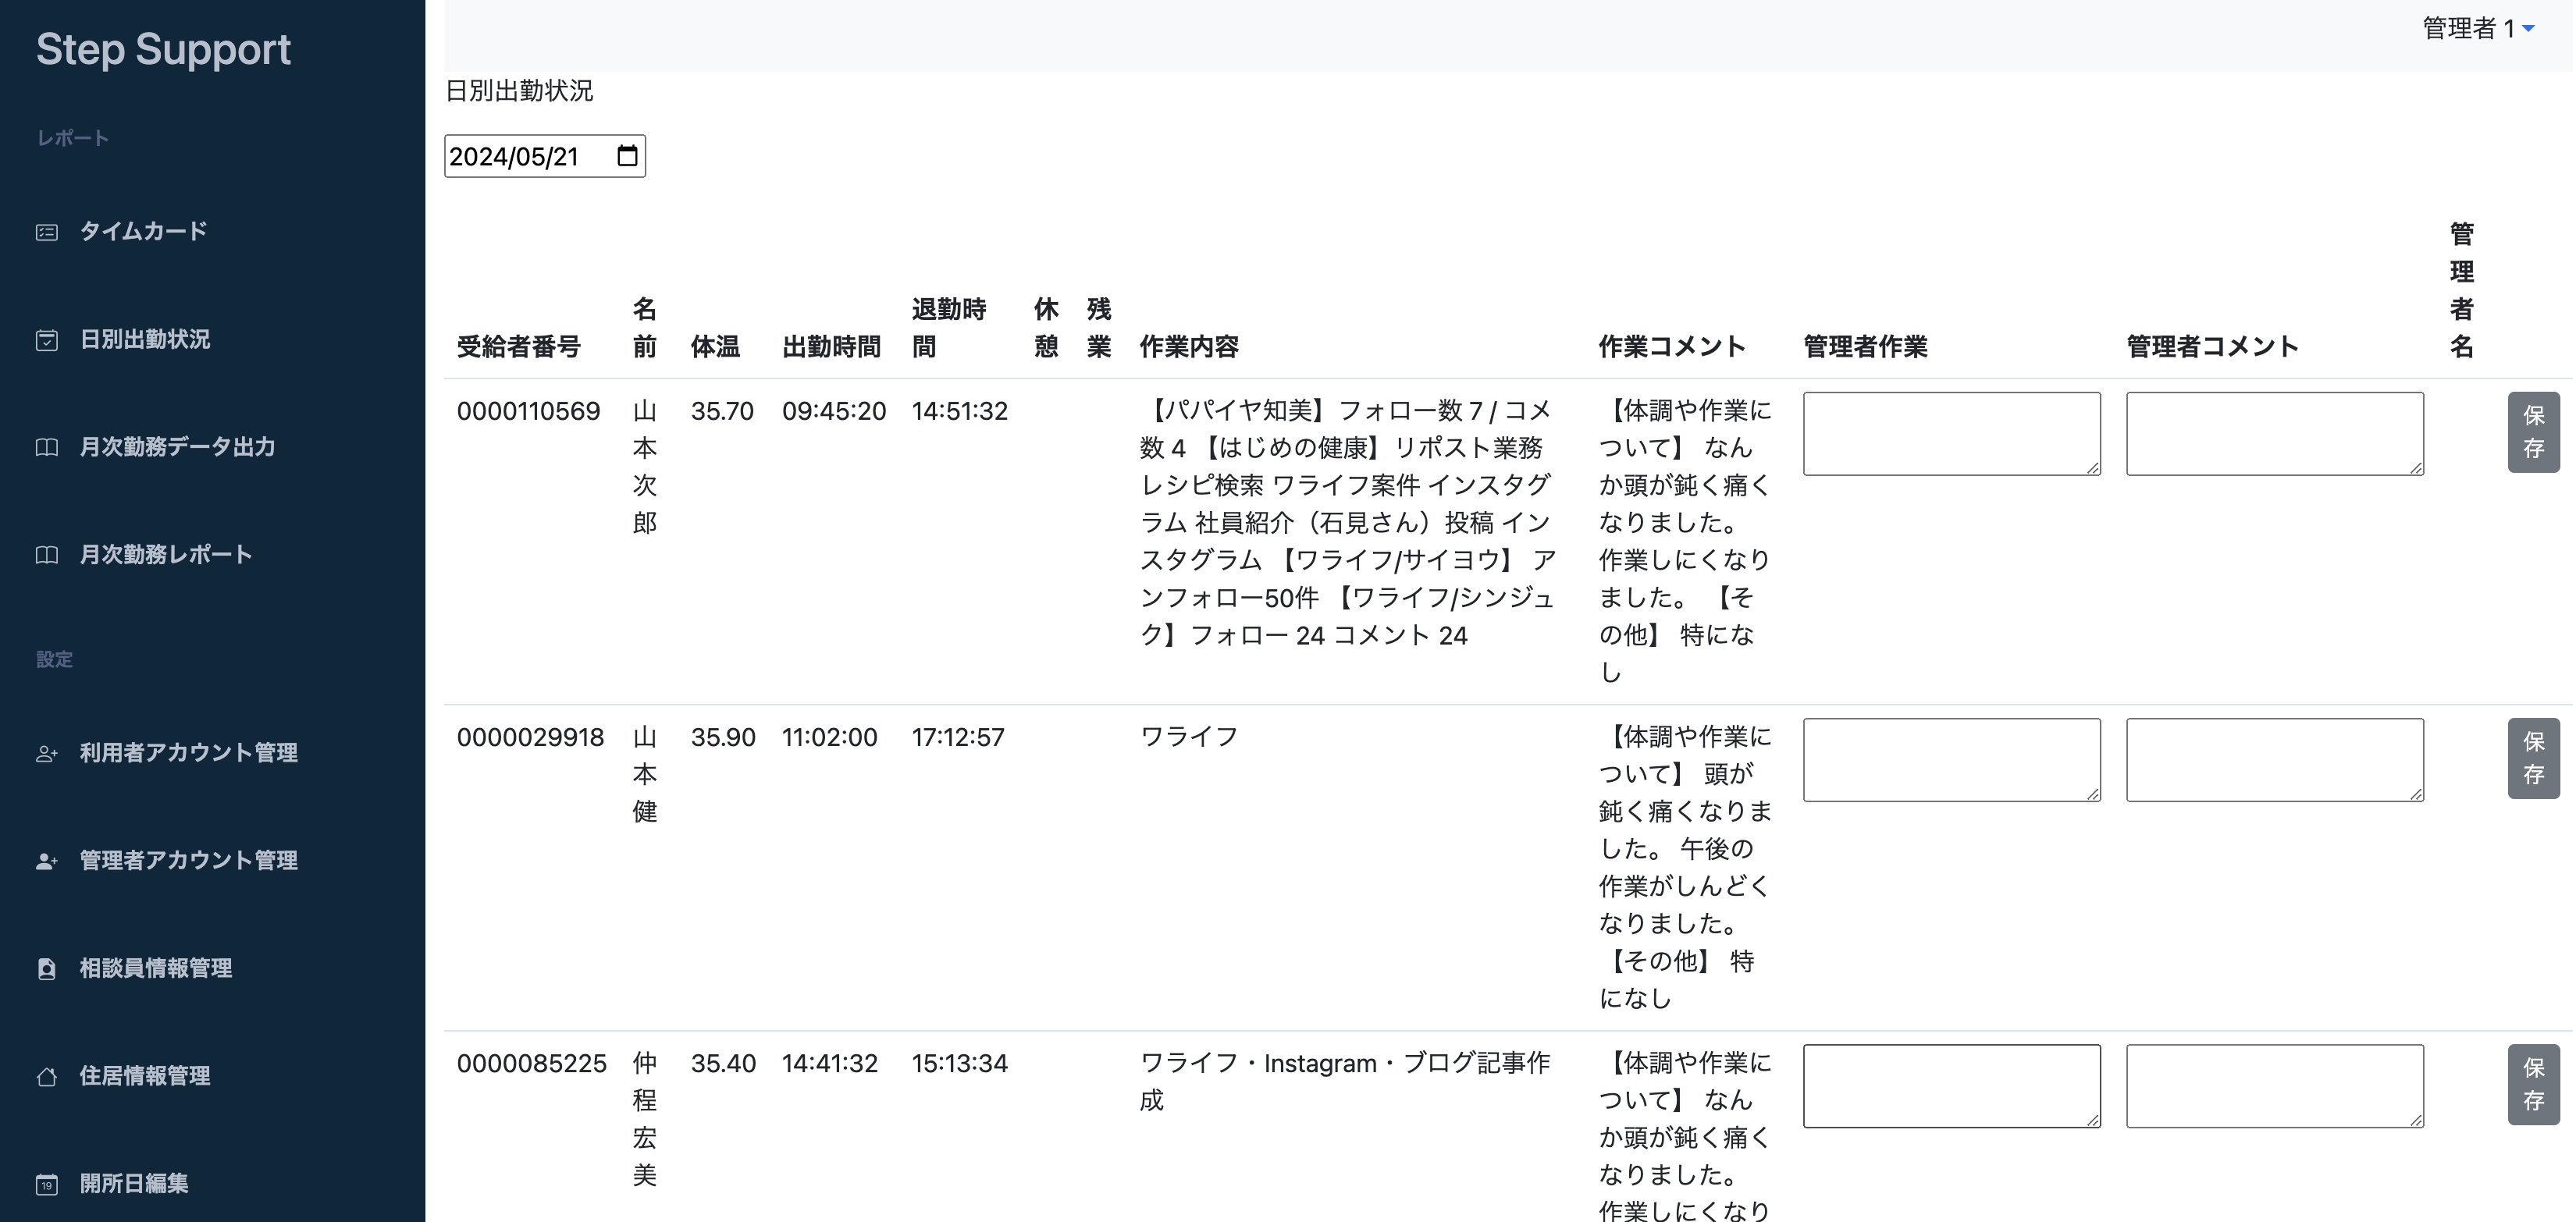 Step Support
レポート
タイムカード
日別出勤状況
月次勤務データ出力
月次勤務レポート
設定
利用者アカウント管理
管理者アカウント管理
相談員情報管理
住居情報管理
19
開所日編集
管理者 1
日別出勤状況
2024/05/21
受給者番号
名
前
体温
出勤時間
退勤時
間
休
憩
残
業
作業内容
作業コメント
管理者作業
管理者コメント
管
理
者
名
0000110569
山
本
次
郎
35.70
09:45:20
14:51:32
【パパイヤ知美】フォロー数 7 / コメ
数 4 【はじめの健康】リポスト業務
レシピ検索 ワライフ案件 インスタグ
ラム 社員紹介（石見さん）投稿 イン
スタグラム 【ワライフ/サイヨウ】 ア
ンフォロー50件 【ワライフ/シンジュ
ク】フォロー 24 コメント 24
【体調や作業に
ついて】 なん
か頭が鈍く痛く
なりました。
作業しにくなり
ました。 【そ
の他】 特にな
し
保
存
0000029918
山
本
健
35.90
11:02:00
17:12:57
ワライフ
【体調や作業に
ついて】 頭が
鈍く痛くなりま
した。 午後の
作業がしんどく
なりました。
【その他】 特
になし
保
存
0000085225
仲
程
宏
美
35.40
14:41:32
15:13:34
ワライフ・Instagram・ブログ記事作
成
【体調や作業に
ついて】 なん
か頭が鈍く痛く
なりました。
作業しにくなり
保
存